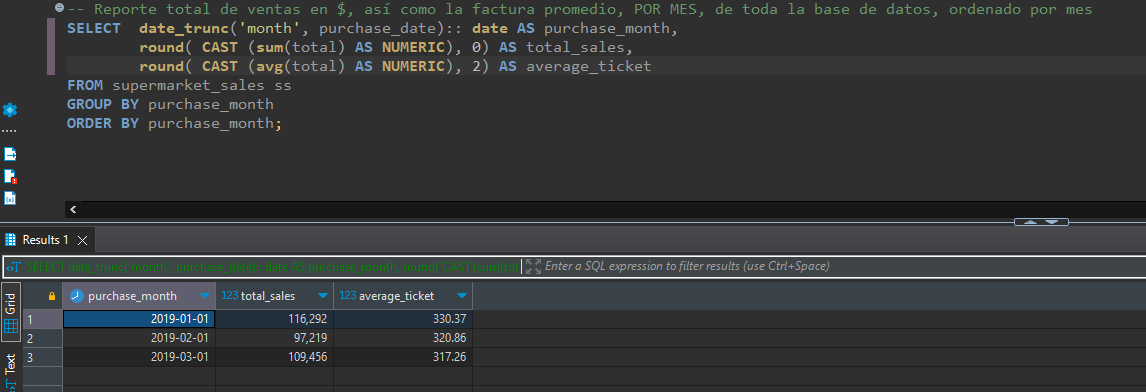 -- Reporte total de ventas en $, así como la factura promedio, POR MES, de toda la base de datos, ordenado por mes
SELECT  date_trunc('month', purchase_date):: date AS purchase_month,
round( CAST (sum(total) AS NUMERIC), 0) AS total_sales,
round( CAST (avg(total) AS NUMERIC), 2) AS average_ticket
FROM supermarket_sales ss
GROUP BY purchase_month
ORDER BY purchase_month;
Results 1
SELECT date_trunc('month', purchase_date):: date AS purchase_month, round( CAST (sum(tot
Enter a SQL expression to filter results (use Ctrl+Space)
Grid
Text
purchase_month 123 total_sales 123 average_ticket
1 2019-01-01 116,292 330.37
2 2019-02-01 97,219 320.86
3 2019-03-01 109,456 317.26